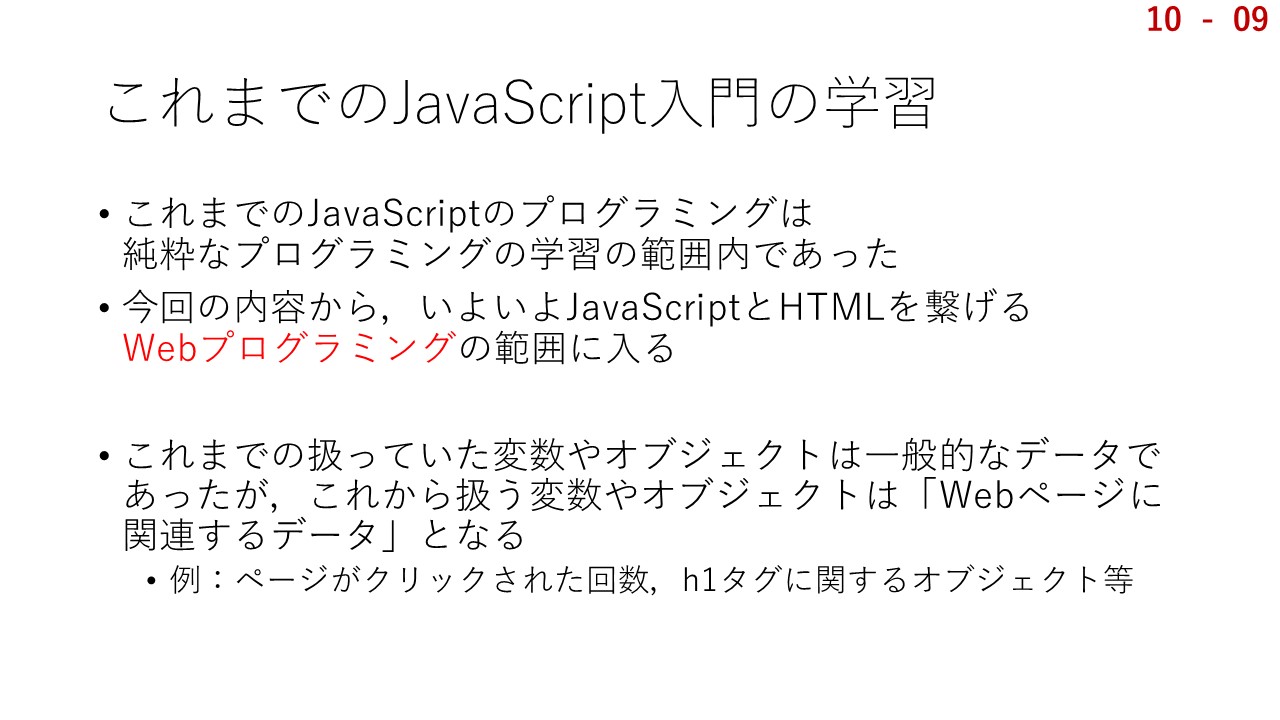 10 - 09
これまでのJavaScript入門の学習
• これまでのJavaScriptのプログラミングは
純粋なプログラミングの学習の範囲内であった
• 今回の内容から，いよいよJavaScriptとHTMLを繋げる
Webプログラミングの範囲に入る
• これまでの扱っていた変数やオブジェクトは一般的なデータで
あったが，これから扱う変数やオブジェクトは「Webページに
関連するデータ」となる
• 例：ページがクリックされた回数，h1タグに関するオブジェクト等